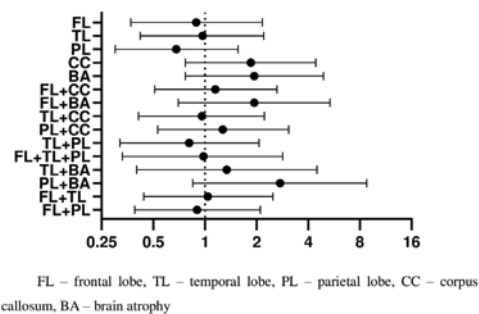 FL
TL
PL
CC
BA
FL+CC
FL+BA
TL+CC
PL+CC
TL+PL
FL+TL+PL
TL+BA
PL+BA
FL+TL
FL+PL
0.25 0.5 1 2 4 8 16
FL – frontal lobe, TL – temporal lobe, PL – parietal lobe, CC – corpus
callosum, BA – brain atrophy